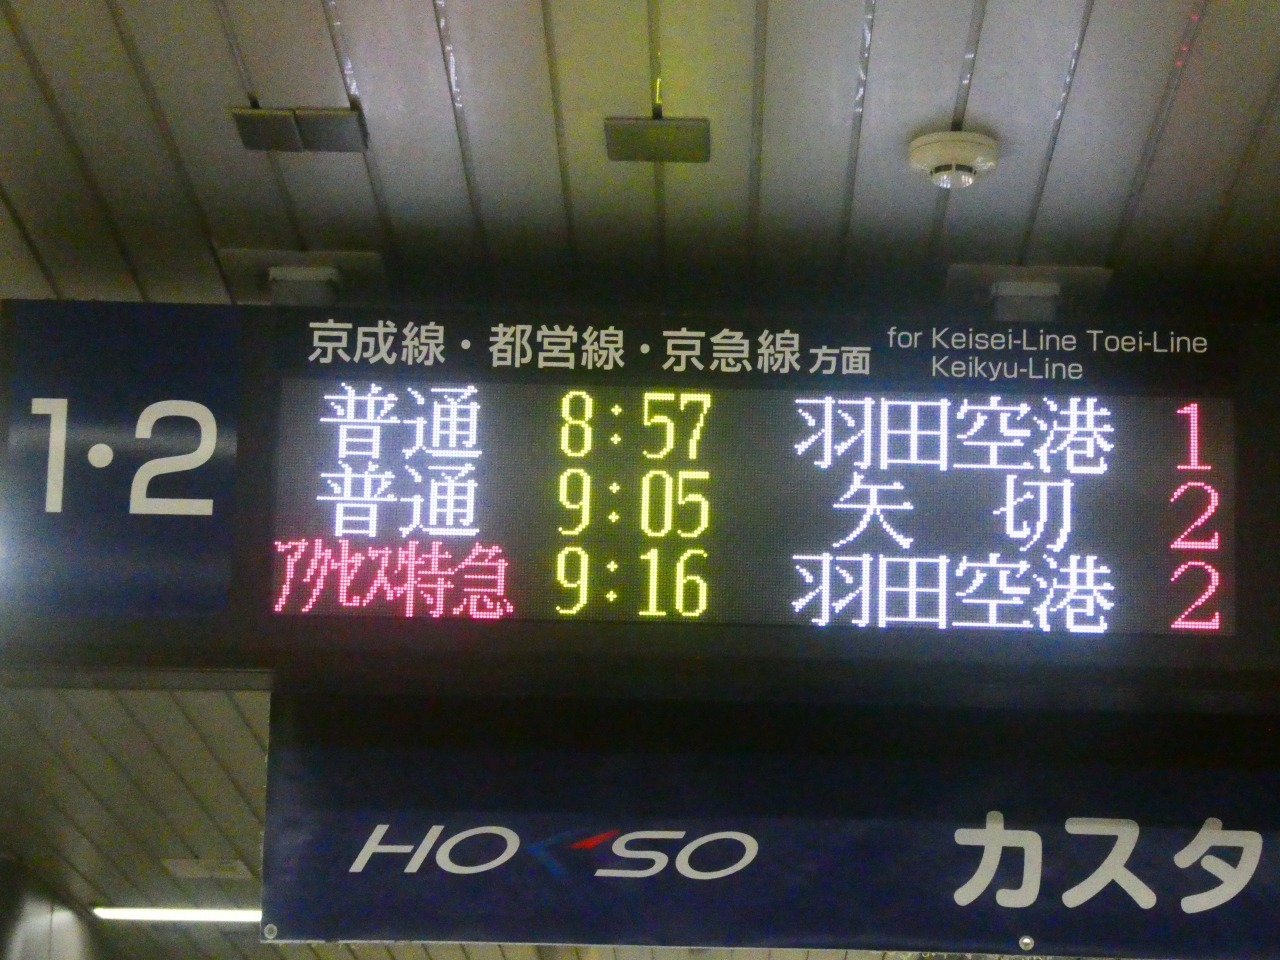 京成線・都営線・京急線方面 for Keisei-Line Toei-Line
Keikyu-Line
1・2
普通 8:57 羽田空港 1
普通 9:05 矢切 2
ｱｸｾｽ特急 9:16 羽田空港 2
HOKSO カスタ